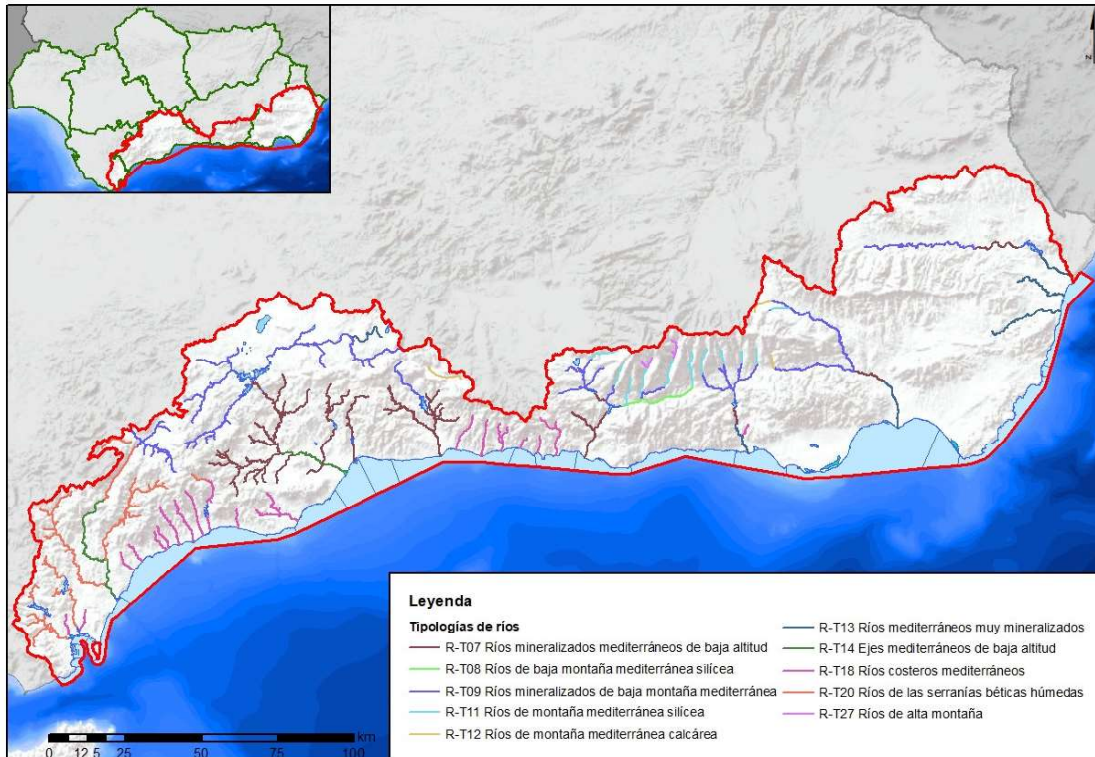 N
Leyenda
Tipologías de ríos
R-T07 Ríos mineralizados mediterráneos de baja altitud
R-T08 Ríos de baja montaña mediterránea silícea
R-T09 Ríos mineralizados de baja montaña mediterránea
R-T11 Ríos de montaña mediterránea silícea
R-T12 Ríos de montaña mediterránea calcárea
R-T13 Ríos mediterráneos muy mineralizados
R-T14 Ejes mediterráneos de baja altitud
R-T18 Ríos costeros mediterráneos
R-T20 Ríos de las serranías béticas húmedas
R-T27 Ríos de alta montaña
km
0 12,5 25 50 75 100